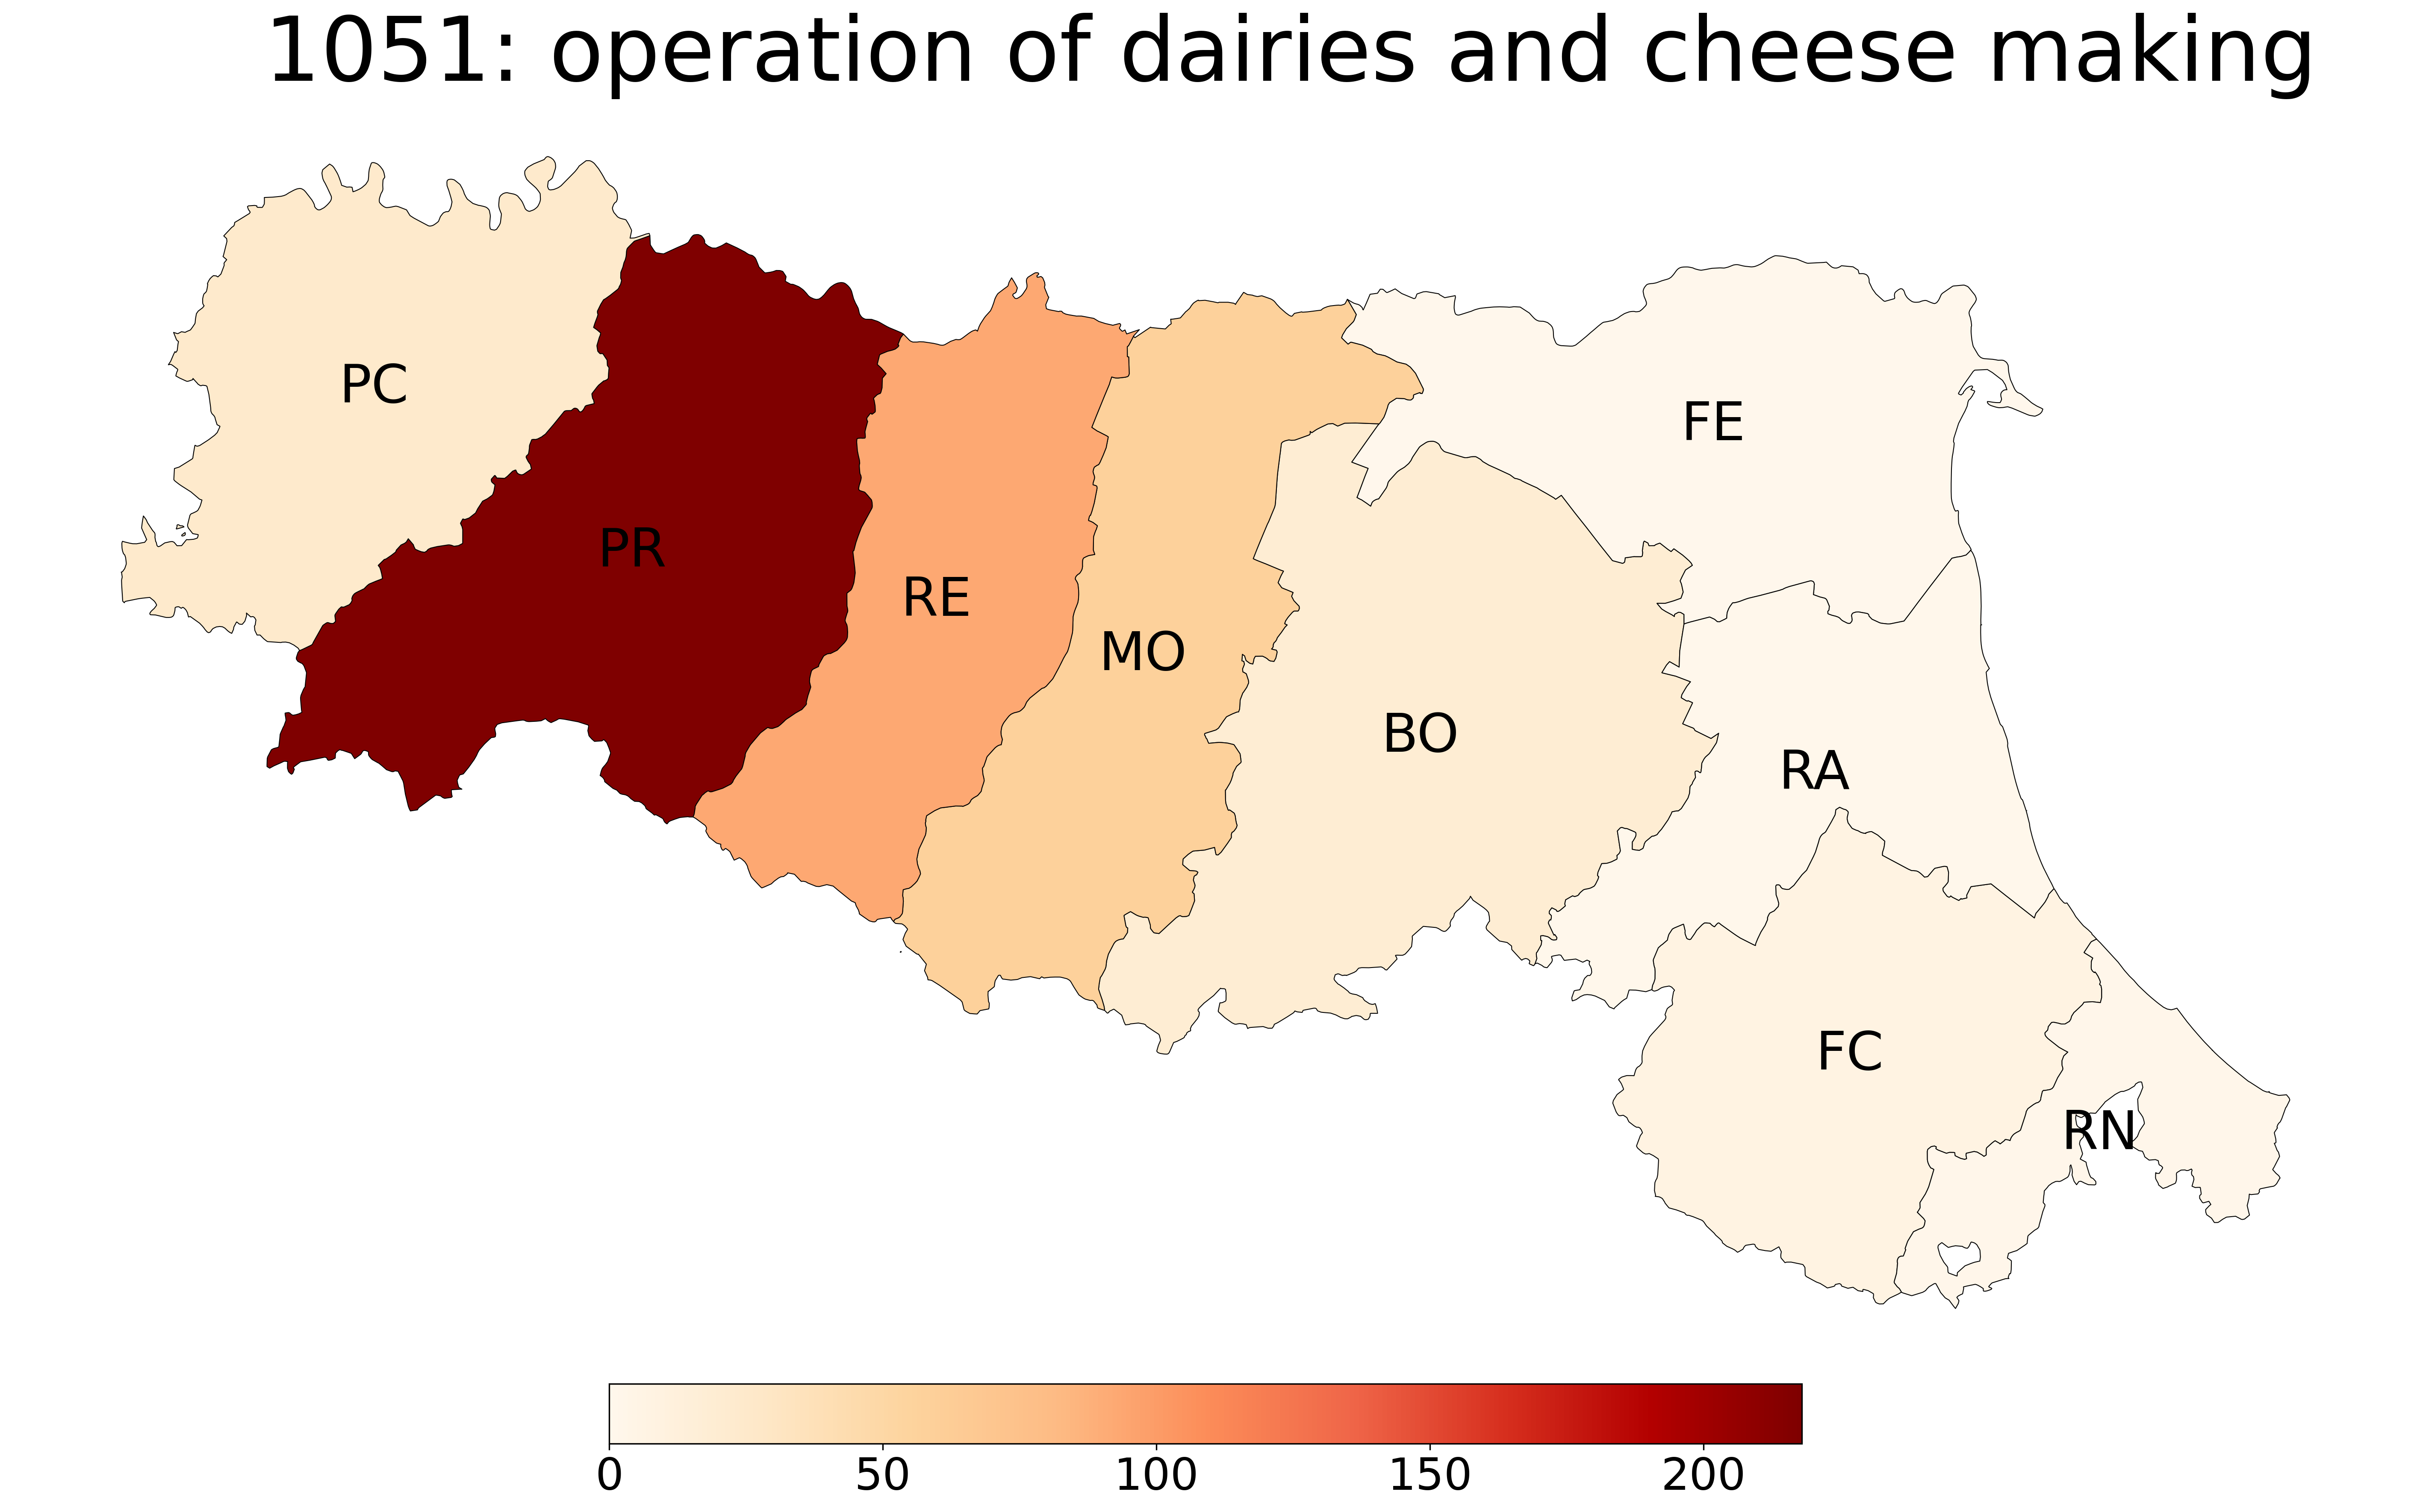 1051: operation of dairies and cheese making
PC
FE
PR
RE
MO
BO
RA
FC
RN
0 50 100 150 200